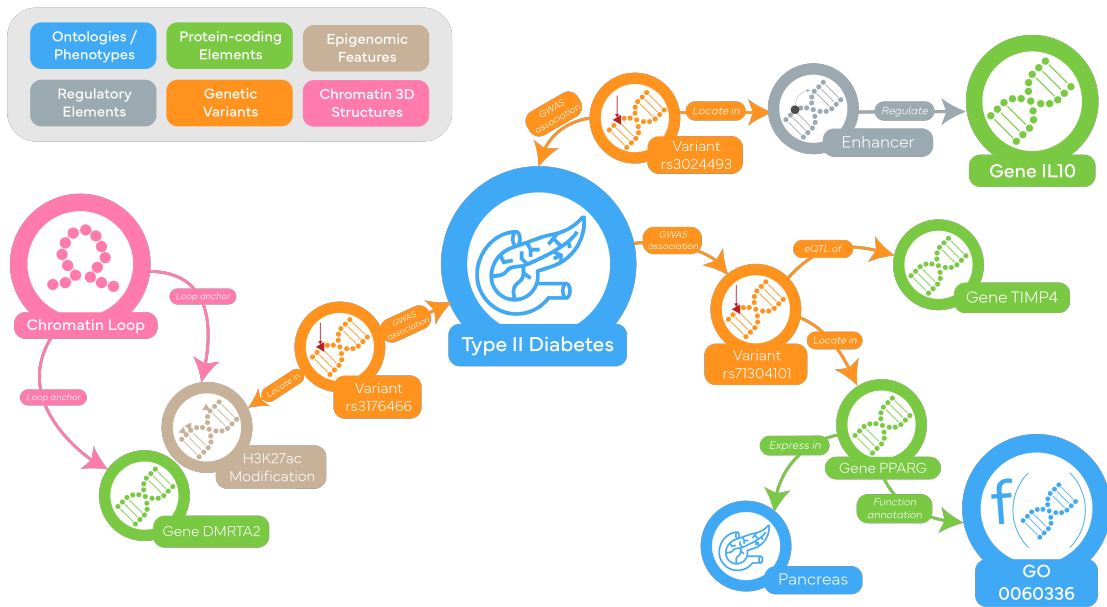 Ontologies /
Phenotypes
Protein-coding
Elements
Epigenomic
Features
Regulatory
Elements
Genetic
Variants
Chromatin 3D
Structures
GWAS
association
Variant
rs3024493
Locate in
Enhancer
Regulate
Gene IL10
Type II Diabetes
GWAS
association
Variant
rs71304101
eQTL of
Gene TIMP4
Locate in
Gene PPARG
Express in
Pancreas
Function
annotation
f
GO
0060336
Chromatin Loop
Loop anchor
Loop anchor
GWAS
association
Variant
rs3176466
Locate in
H3K27ac
Modification
Gene DMRTA2